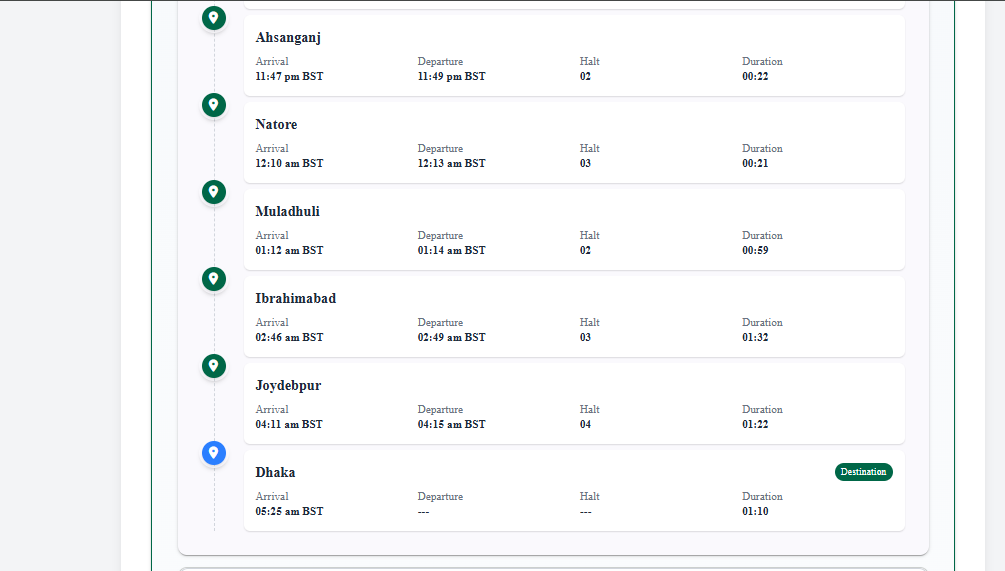 Ahsanganj
Arrival Departure Halt Duration
11:47 pm BST 11:49 pm BST 02 00:22
Natore
Arrival Departure Halt Duration
12:10 am BST 12:13 am BST 03 00:21
Muladhuli
Arrival Departure Halt Duration
01:12 am BST 01:14 am BST 02 00:59
Ibrahimabad
Arrival Departure Halt Duration
02:46 am BST 02:49 am BST 03 01:32
Joydebpur
Arrival Departure Halt Duration
04:11 am BST 04:15 am BST 04 01:22
Dhaka Destination
Arrival Departure Halt Duration
05:25 am BST --- --- 01:10